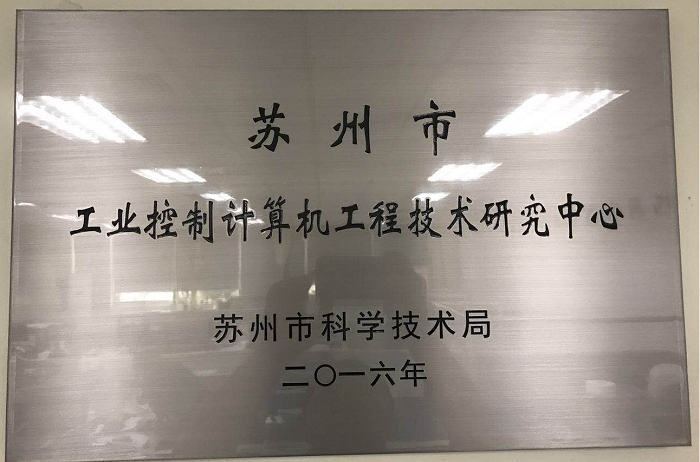 苏州市
工业控制计算机工程技术研究中心
苏州市科学技术局
二〇一六年